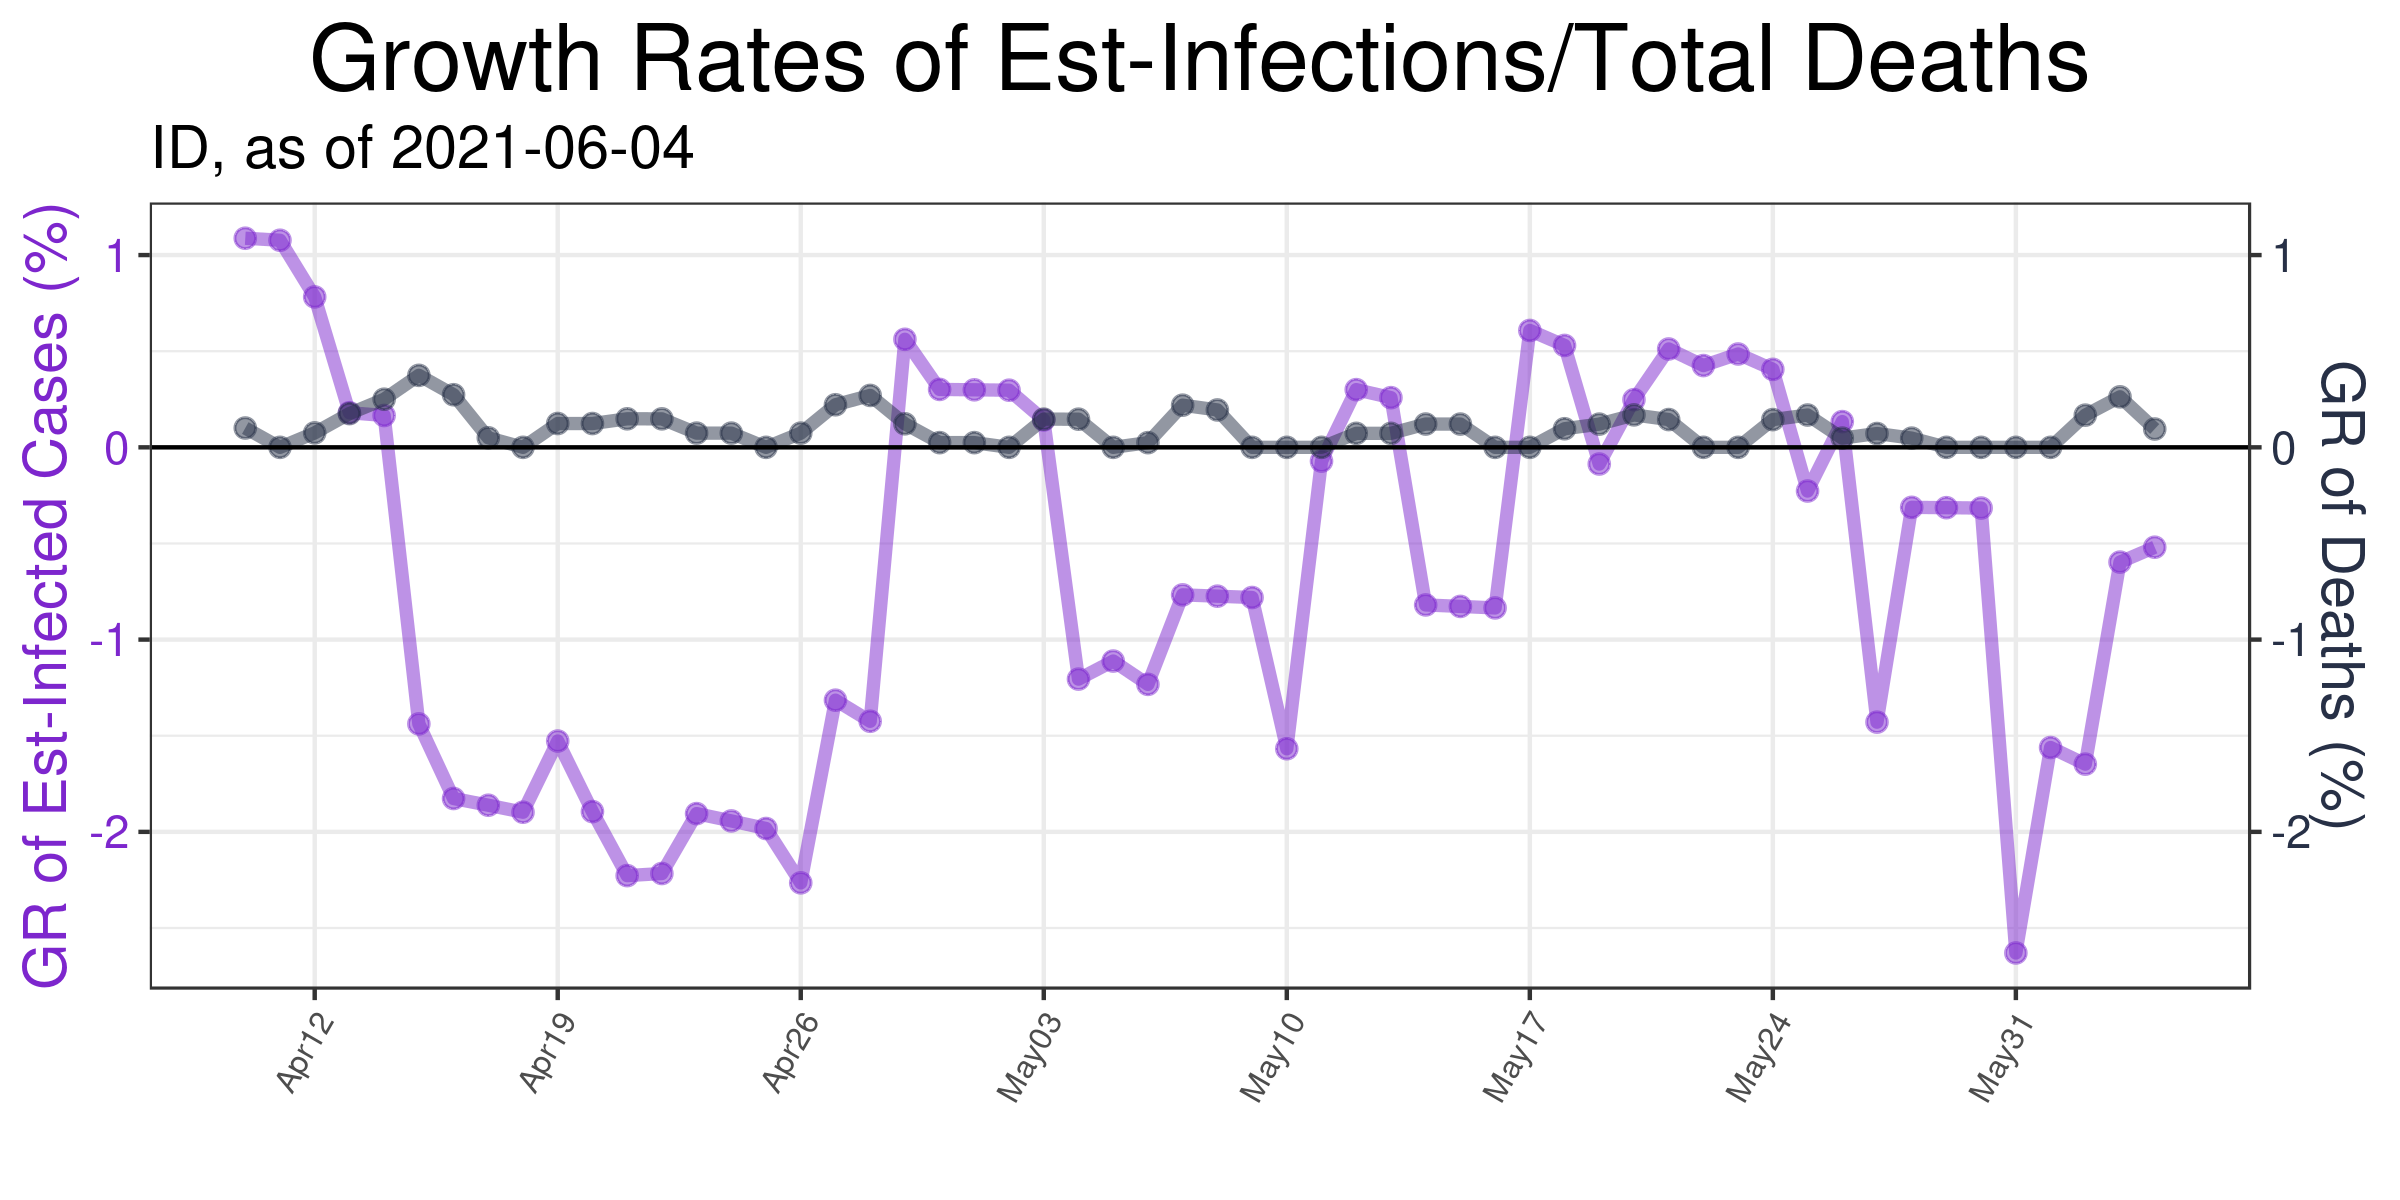 Growth Rates of Est-Infections/Total Deaths
ID, as of 2021-06-04
GR of Est-Infected Cases (%)
1
0
-1
-2
1
0
-1
-2
GR of Deaths (%)
Apr12
Apr19
Apr26
May03
May10
May17
May24
May31